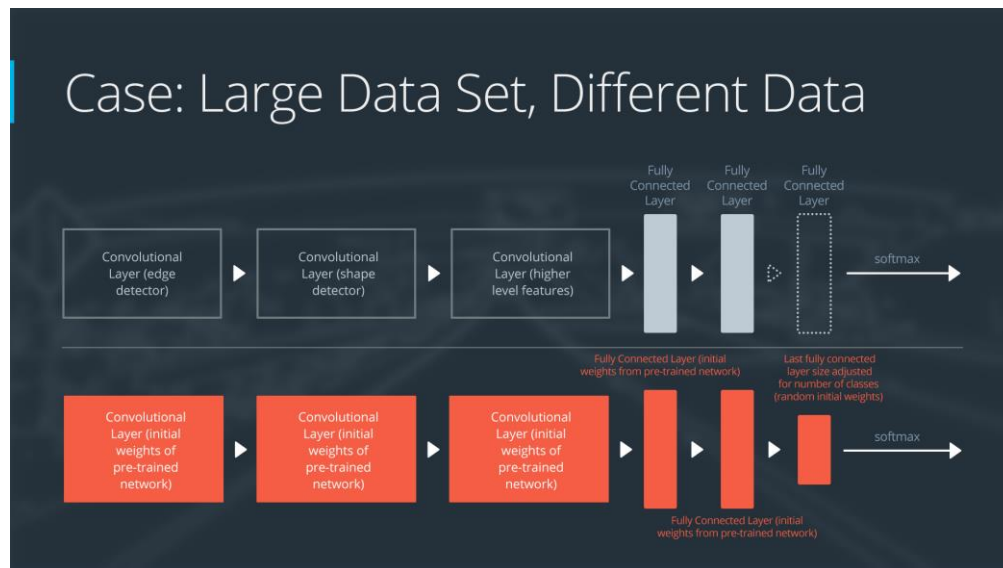 Case: Large Data Set, Different Data
Fully
Connected
Layer
Fully
Connected
Layer
Fully
Connected
Layer
Convolutional
Layer (edge
detector)
Convolutional
Layer (shape
detector)
Convolutional
Layer (higher
level features)
softmax
Fully Connected Layer (initial
weights from pre-trained network)
Last fully connected
layer size adjusted
for number of classes
(random initial weights)
Convolutional
Layer (initial
weights of
pre-trained
network)
Convolutional
Layer (initial
weights of
pre-trained
network)
Convolutional
Layer (initial
weights of
pre-trained
network)
softmax
Fully Connected Layer (initial
weights from pre-trained network)